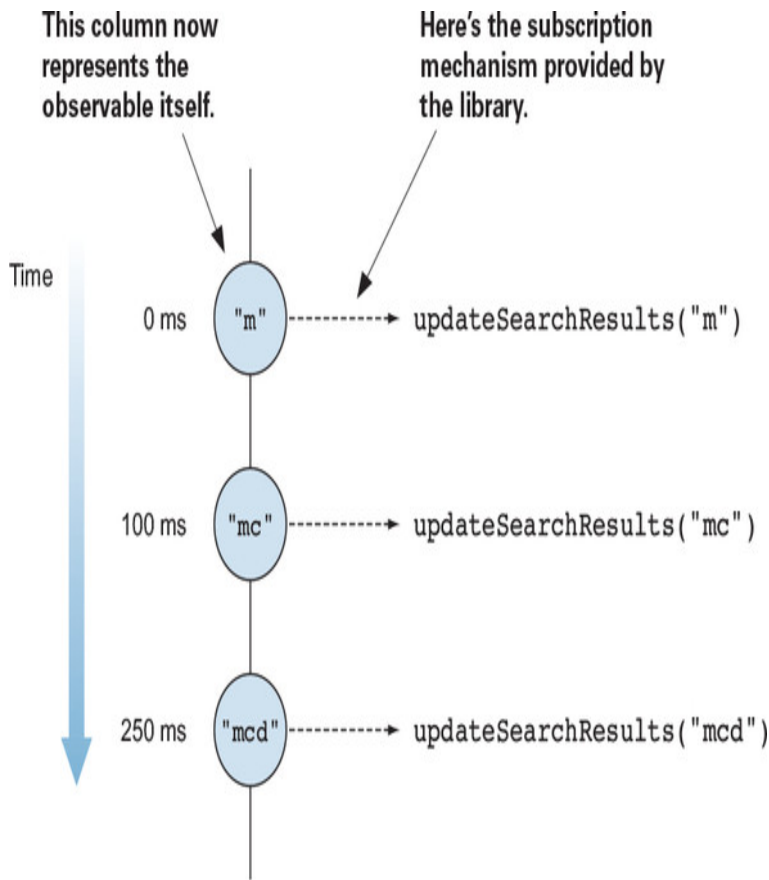 This column now
represents the
observable itself.
Here's the subscription
mechanism provided by
the library.
Time
0 ms
"m"
updateSearchResults("m")
100 ms
"mc"
updateSearchResults("mc")
250 ms
"mcd"
updateSearchResults("mcd")